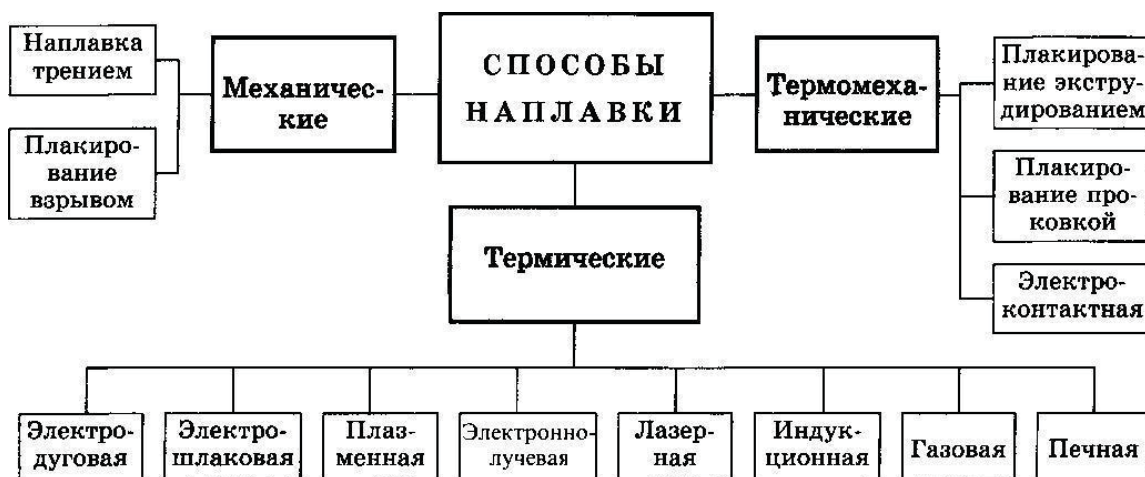 СПОСОБЫ
НАПЛАВКИ
Механичес-
кие
Наплавка
трением
Плакиро-
вание
взрывом
Термомеха-
нические
Плакирова-
ние экстру-
дированием
Плакиро-
вание про-
ковкой
Электро-
контактная
Термические
Электро-
дуговая
Электро-
шлаковая
Плаз-
менная
Электронно-
лучевая
Лазер-
ная
Индук-
ционная
Газовая
Печная